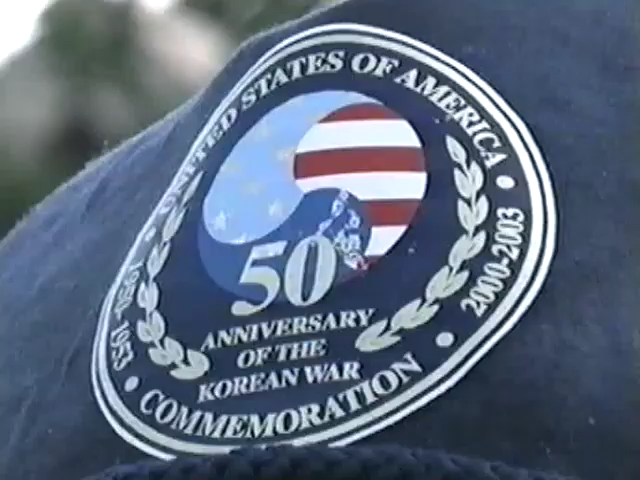 UNITED STATES OF AMERICA
1950-1953
2000-2003
50
ANNIVERSARY
OF THE
KOREAN WAR
COMMEMORATION